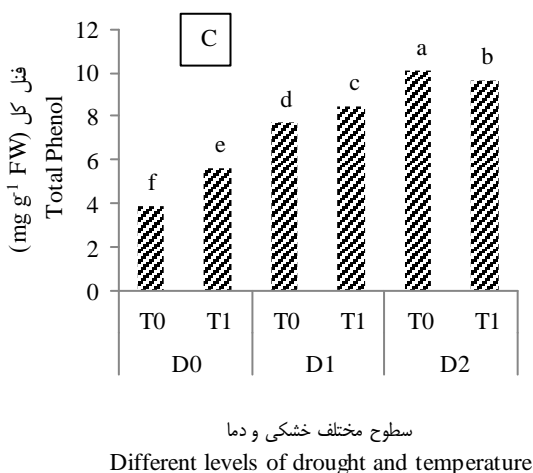 C
فنل کل
Total Phenol
(mg g⁻¹ FW)
12
10
8
6
4
2
0
f
e
d
c
a
b
T0 T1 T0 T1 T0 T1
D0 D1 D2
سطوح مختلف خشکی و دما
Different levels of drought and temperature